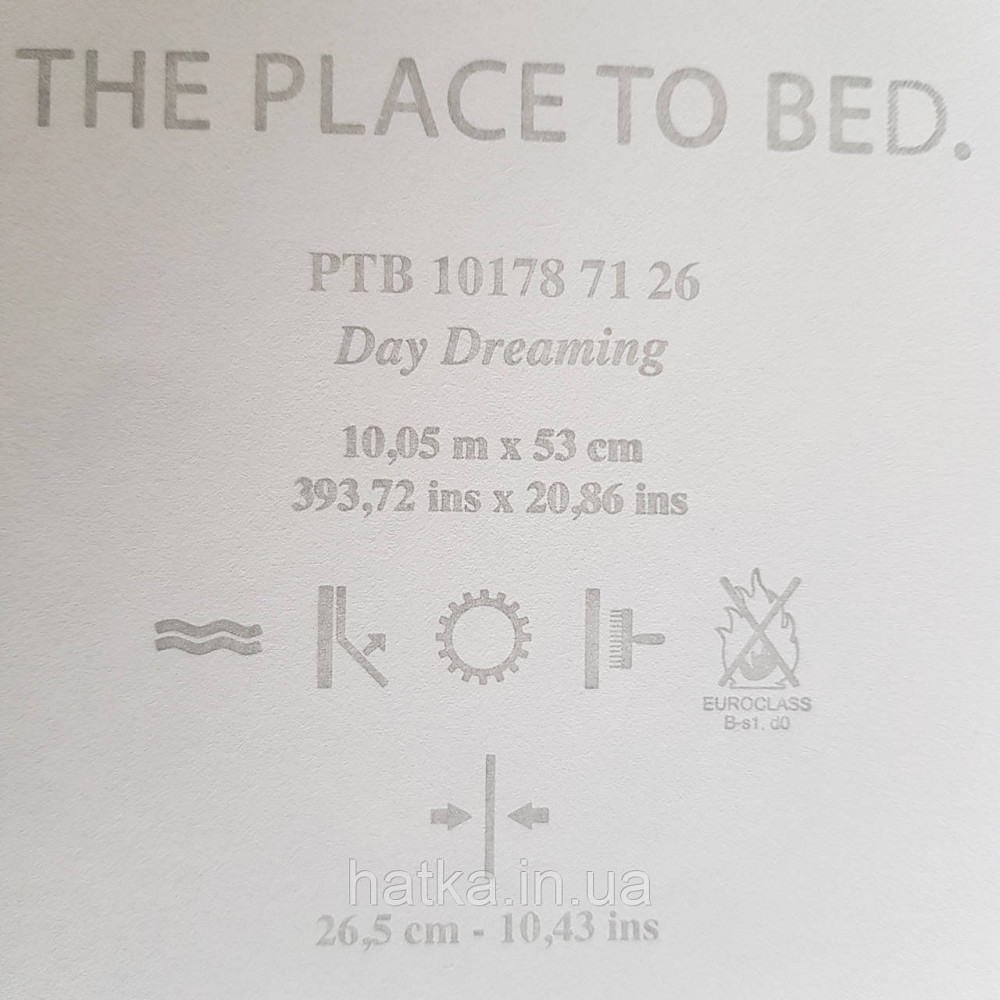 THE PLACE TO BED.
PTB 10178 71 26
Day Dreaming
10,05 m x 53 cm
393,72 ins x 20,86 ins
EUROCLASS
B-s1, d0
hatka.in.ua
26,5 cm - 10,43 ins